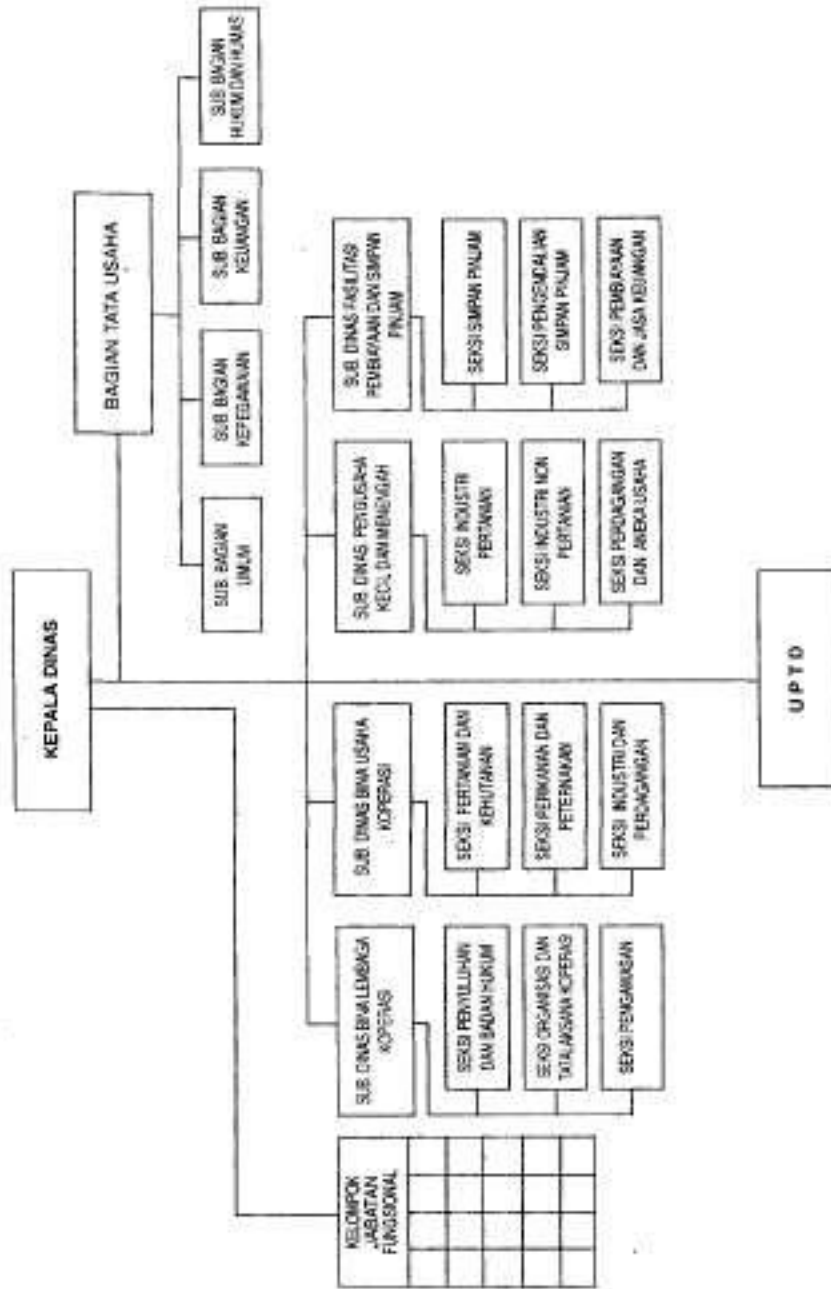 KEPALA DINAS
BAGIAN TATA USAHA
SUB. BAGIAN
UMUM
SUB. BAGIAN
KEPEGAWAIAN
SUB. BAGIAN
KEUANGAN
SUB. BAGIAN
HUKUM DAN HUMAS
KELOMPOK
JABATAN
FUNGSIONAL
SUB. DINAS BINA LEMBAGA
KOPERASI
SEKSI PENYULUHAN
DAN BADAN HUKUM
SEKSI ORGANISASI DAN
TATALAKSANA KOPERASI
SEKSI PENGAWASAN
SUB. DINAS BINA USAHA
KOPERASI
SEKSI PERTANIAN DAN
KEHUTANAN
SEKSI PERIKANAN DAN
PETERNAKAN
SEKSI INDUSTRI DAN
PERDAGANGAN
SUB. DINAS PENGUSAHA
KECIL DAN MENENGAH
SEKSI INDUSTRI
PERTANIAN
SEKSI INDUSTRI NON
PERTANIAN
SEKSI PERDAGANGAN
DAN ANEKA USAHA
SUB. DINAS FASILITASI
PEMBIAYAAN DAN SIMPAN
PINJAM
SEKSI SIMPAN PINJAM
SEKSI PENGENDALIAN
SIMPAN PINJAM
SEKSI PEMBIAYAAN
DAN JASA KEUANGAN
UPTD